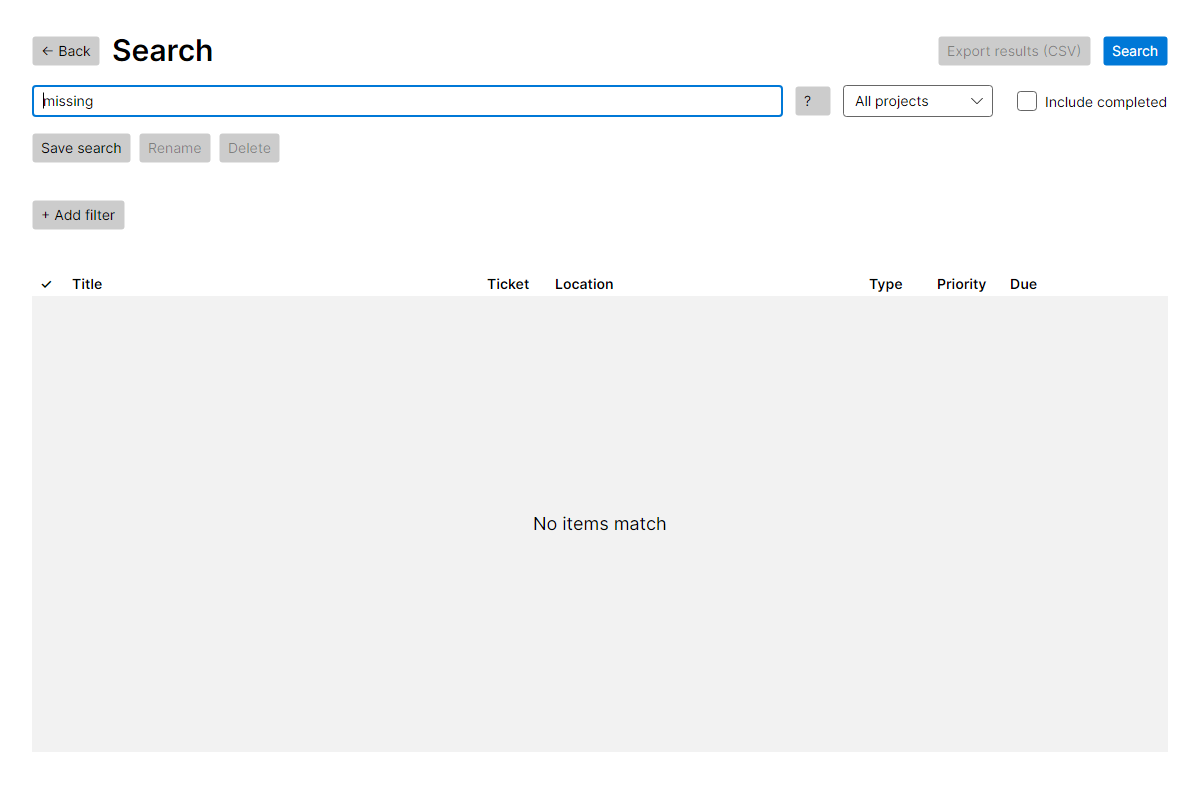 ← Back Search Export results (CSV) Search
missing ? All projects Include completed
Save search Rename Delete
+ Add filter
✓ Title Ticket Location Type Priority Due
No items match